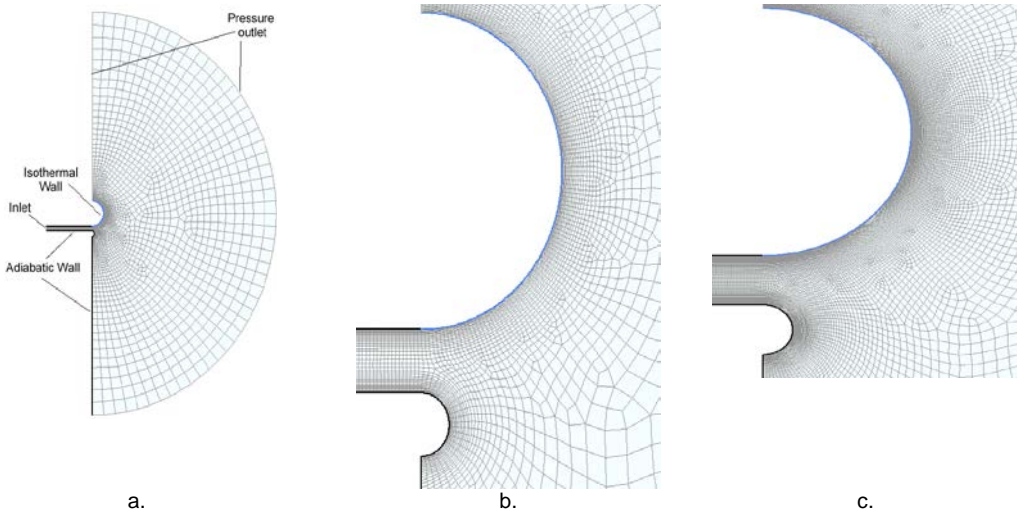 Pressure
outlet
Isothermal
Wall
Inlet
Adiabatic Wall
a.
b.
c.